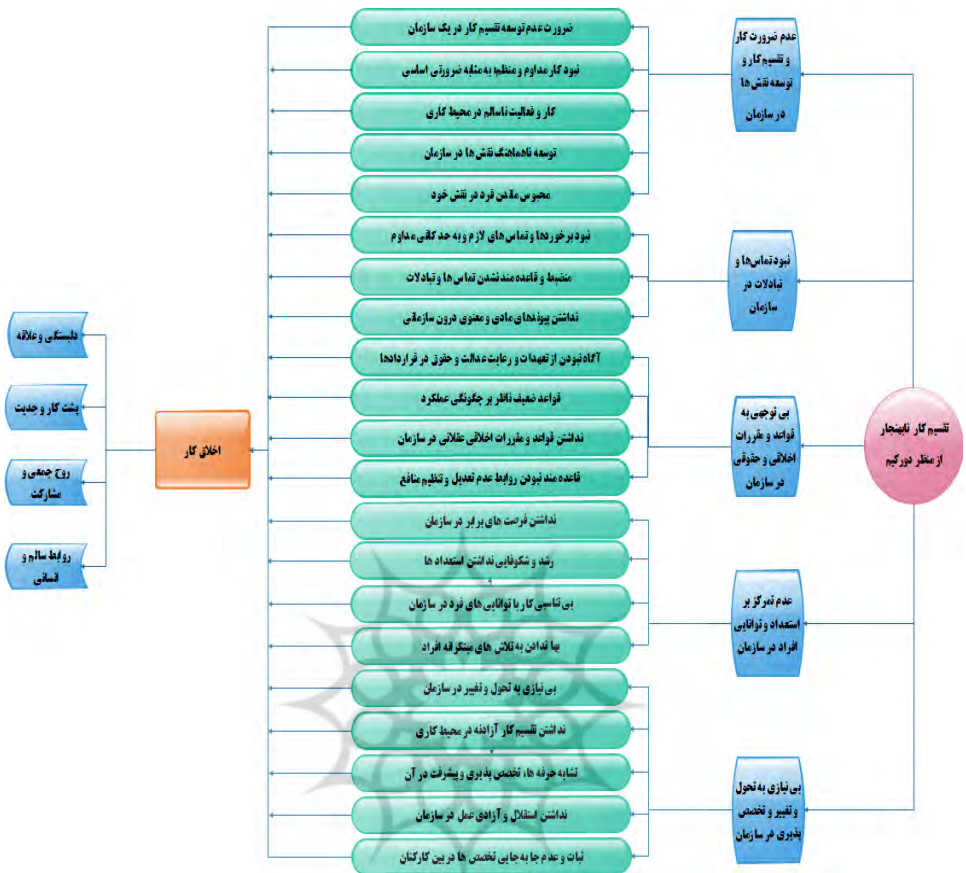 تقسیم کار نابهنجار
از منظر دورکیم
عدم ضرورت کار
و تقسیم کار و
توسعه نقش ها
در سازمان
نبود تماس‌ها و
تبادلات در
سازمان
بی توجهی به
قواعد و مقررات
اخلاقی و حقوقی
در سازمان
عدم تمرکز بر
استعداد و توانایی
افراد در سازمان
بی نیازی به تحول
و تغییر و تخصص
پذیری در سازمان
ضرورت عدم توسعه تقسیم کار در یک سازمان
نبود کار مداوم و منظم؛ به مثابه ضرورتی اساسی
کار و فعالیت ناسالم در محیط کاری
توسعه ناهماهنگ نقش ها در سازمان
محبوس ماندن فرد در نقش خود
نبود برخوردها و تماس های لازم و به حد کافی مداوم
منضبط و قاعده مند نشدن تماس ها و تبادلات
نداشتن پیوندهای مادی و معنوی درون سازمانی
آگاه نبودن از تعهدات و رعایت عدالت و حقوق در قراردادها
قواعد ضعیف ناظر بر چگونگی عملکرد
نداشتن قواعد و مقررات اخلاقی عقلانی در سازمان
قاعده مند نبودن روابط عدم تعدیل و تنظیم منافع
نداشتن فرصت های برابر در سازمان
رشد و شکوفایی نداشتن استعداد ها
بی تناسبی کار با توانایی های فرد در سازمان
بها ندادن به تلاش های مبتکرانه افراد
بی نیازی به تحول و تغییر در سازمان
نداشتن تقسیم کار آزادنه در محیط کاری
تشابه حرفه ها، تخصص پذیری و پیشرفت در آن
نداشتن استقلال و آزادی عمل در سازمان
ثبات و عدم جا به جایی تخصص ها در بین کارکنان
اخلاق کار
دلبستگی و علاقه
پشت کار و جدیت
روح جمعی و
مشارکت
روابط سالم و
انسانی